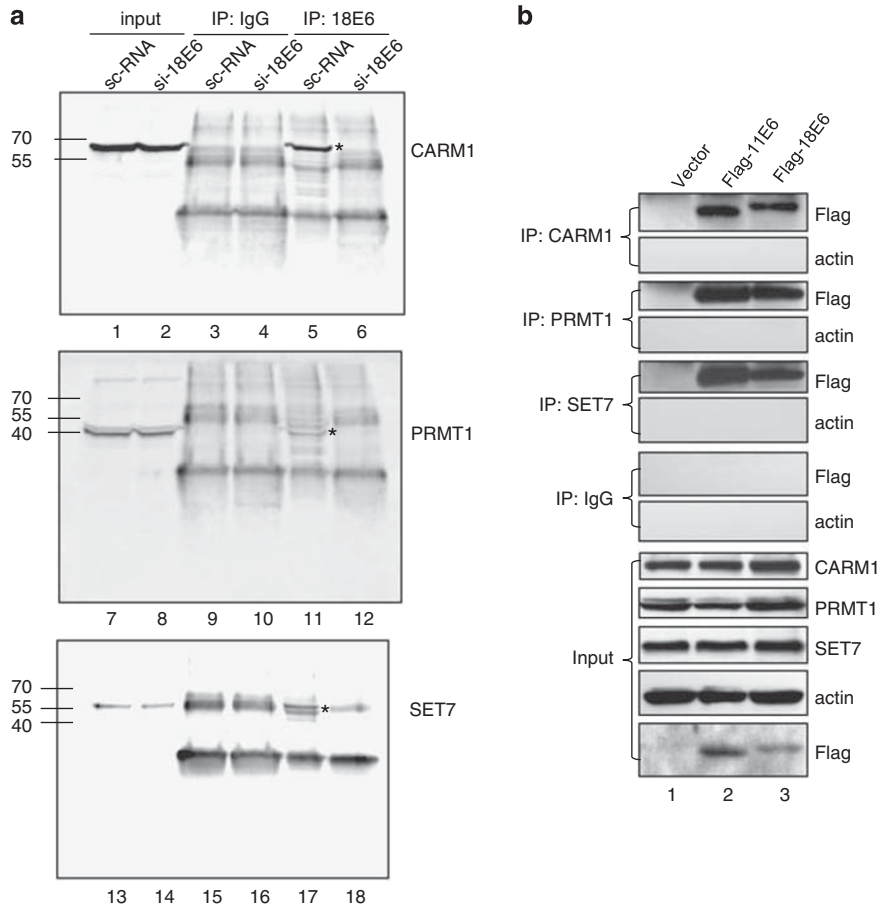 a
input IP: IgG IP: 18E6
sc-RNA si-18E6 sc-RNA si-18E6 sc-RNA si-18E6
70
55
*
CARM1
1 2 3 4 5 6
70
55
40
*
PRMT1
7 8 9 10 11 12
70
55
40
*
SET7
13 14 15 16 17 18
b
Vector Flag-11E6 Flag-18E6
IP: CARM1
Flag
actin
IP: PRMT1
Flag
actin
IP: SET7
Flag
actin
IP: IgG
Flag
actin
Input
CARM1
PRMT1
SET7
actin
Flag
1 2 3